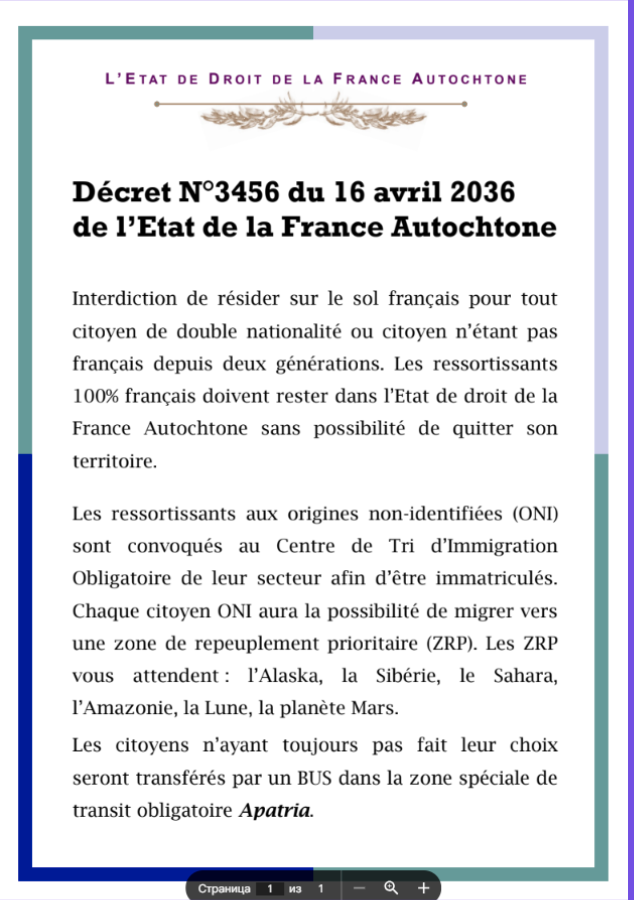 L'ETAT DE DROIT DE LA FRANCE AUTOCHTONE
Décret N°3456 du 16 avril 2036
de l'Etat de la France Autochtone
Interdiction de résider sur le sol français pour tout
citoyen de double nationalité ou citoyen n'étant pas
français depuis deux générations. Les ressortissants
100% français doivent rester dans l'Etat de droit de la
France Autochtone sans possibilité de quitter son
territoire.
Les ressortissants aux origines non-identifiées (ONI)
sont convoqués au Centre de Tri d'Immigration
Obligatoire de leur secteur afin d'être immatriculés.
Chaque citoyen ONI aura la possibilité de migrer vers
une zone de repeuplement prioritaire (ZRP). Les ZRP
vous attendent : l'Alaska, la Sibérie, le Sahara,
l'Amazonie, la Lune, la planète Mars.
Les citoyens n'ayant toujours pas fait leur choix
seront transférés par un BUS dans la zone spéciale de
transit obligatoire Apatria.
Страница 1 из 1